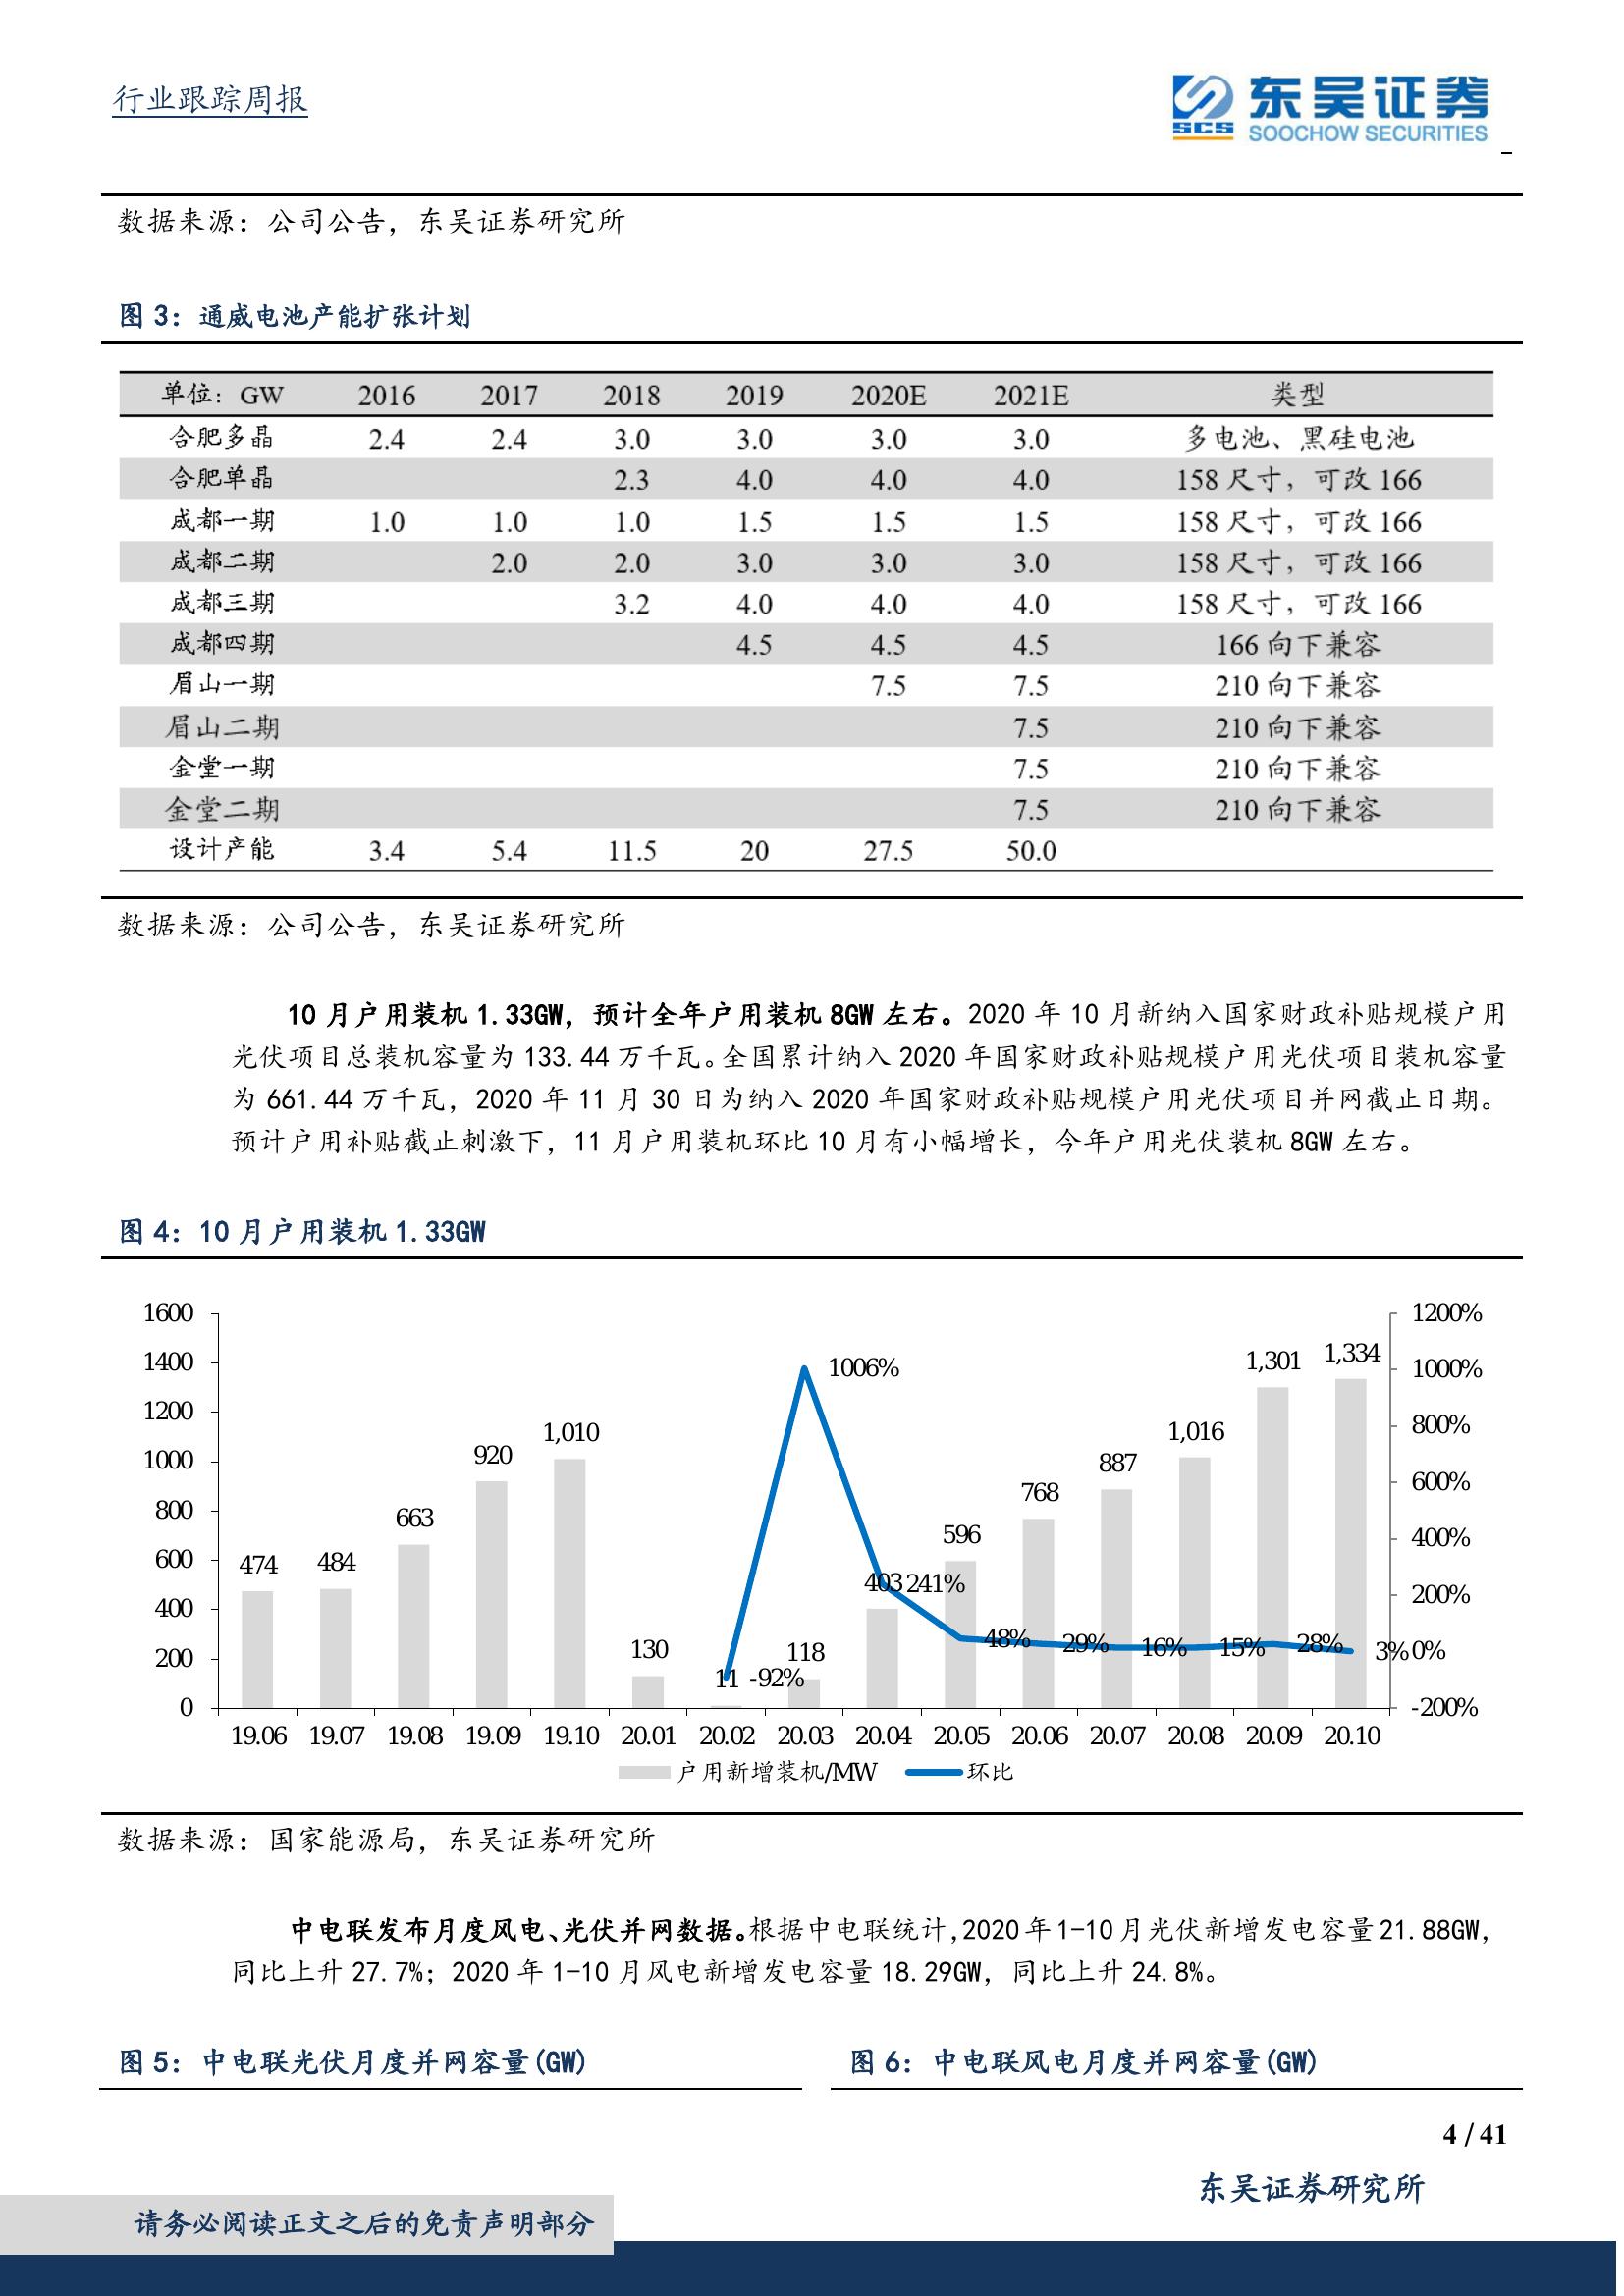 行业跟踪周报
SCS 东吴证券
SOOCHOW SECURITIES
数据来源：公司公告，东吴证券研究所
图 3：通威电池产能扩张计划
单位：GW 2016 2017 2018 2019 2020E 2021E 类型
合肥多晶 2.4 2.4 3.0 3.0 3.0 3.0 多电池、黑硅电池
合肥单晶 2.3 4.0 4.0 4.0 158 尺寸，可改 166
成都一期 1.0 1.0 1.0 1.5 1.5 1.5 158 尺寸，可改 166
成都二期 2.0 2.0 3.0 3.0 3.0 158 尺寸，可改 166
成都三期 3.2 4.0 4.0 4.0 158 尺寸，可改 166
成都四期 4.5 4.5 4.5 166 向下兼容
眉山一期 7.5 7.5 210 向下兼容
眉山二期 7.5 210 向下兼容
金堂一期 7.5 210 向下兼容
金堂二期 7.5 210 向下兼容
设计产能 3.4 5.4 11.5 20 27.5 50.0
数据来源：公司公告，东吴证券研究所
10 月户用装机 1.33GW，预计全年户用装机 8GW 左右。2020 年 10 月新纳入国家财政补贴规模户用
光伏项目总装机容量为 133.44 万千瓦。全国累计纳入 2020 年国家财政补贴规模户用光伏项目装机容量
为 661.44 万千瓦，2020 年 11 月 30 日为纳入 2020 年国家财政补贴规模户用光伏项目并网截止日期。
预计户用补贴截止刺激下，11 月户用装机环比 10 月有小幅增长，今年户用光伏装机 8GW 左右。
图 4：10 月户用装机 1.33GW
1600 1400 1200 1000 800 600 400 200 0
474 484 663 920 1,010 130 11 118 403 596 768 887 1,016 1,301 1,334
-92% 1006% 241% 48% 29% 16% 15% 28% 3%
1200% 1000% 800% 600% 400% 200% 0% -200%
19.06 19.07 19.08 19.09 19.10 20.01 20.02 20.03 20.04 20.05 20.06 20.07 20.08 20.09 20.10
户用新增装机/MW 环比
数据来源：国家能源局，东吴证券研究所
中电联发布月度风电、光伏并网数据。根据中电联统计，2020 年 1-10 月光伏新增发电容量 21.88GW，
同比上升 27.7%；2020 年 1-10 月风电新增发电容量 18.29GW，同比上升 24.8%。
图 5：中电联光伏月度并网容量(GW) 图 6：中电联风电月度并网容量(GW)
4 / 41
东吴证券研究所
请务必阅读正文之后的免责声明部分